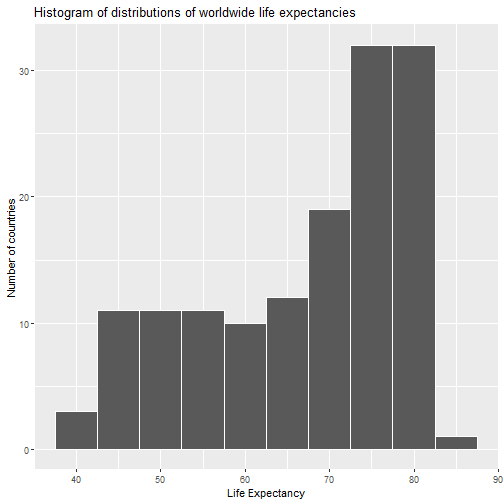 Histogram of distributions of worldwide life expectancies
Number of countries
30
20
10
0
40 50 60 70 80 90
Life Expectancy